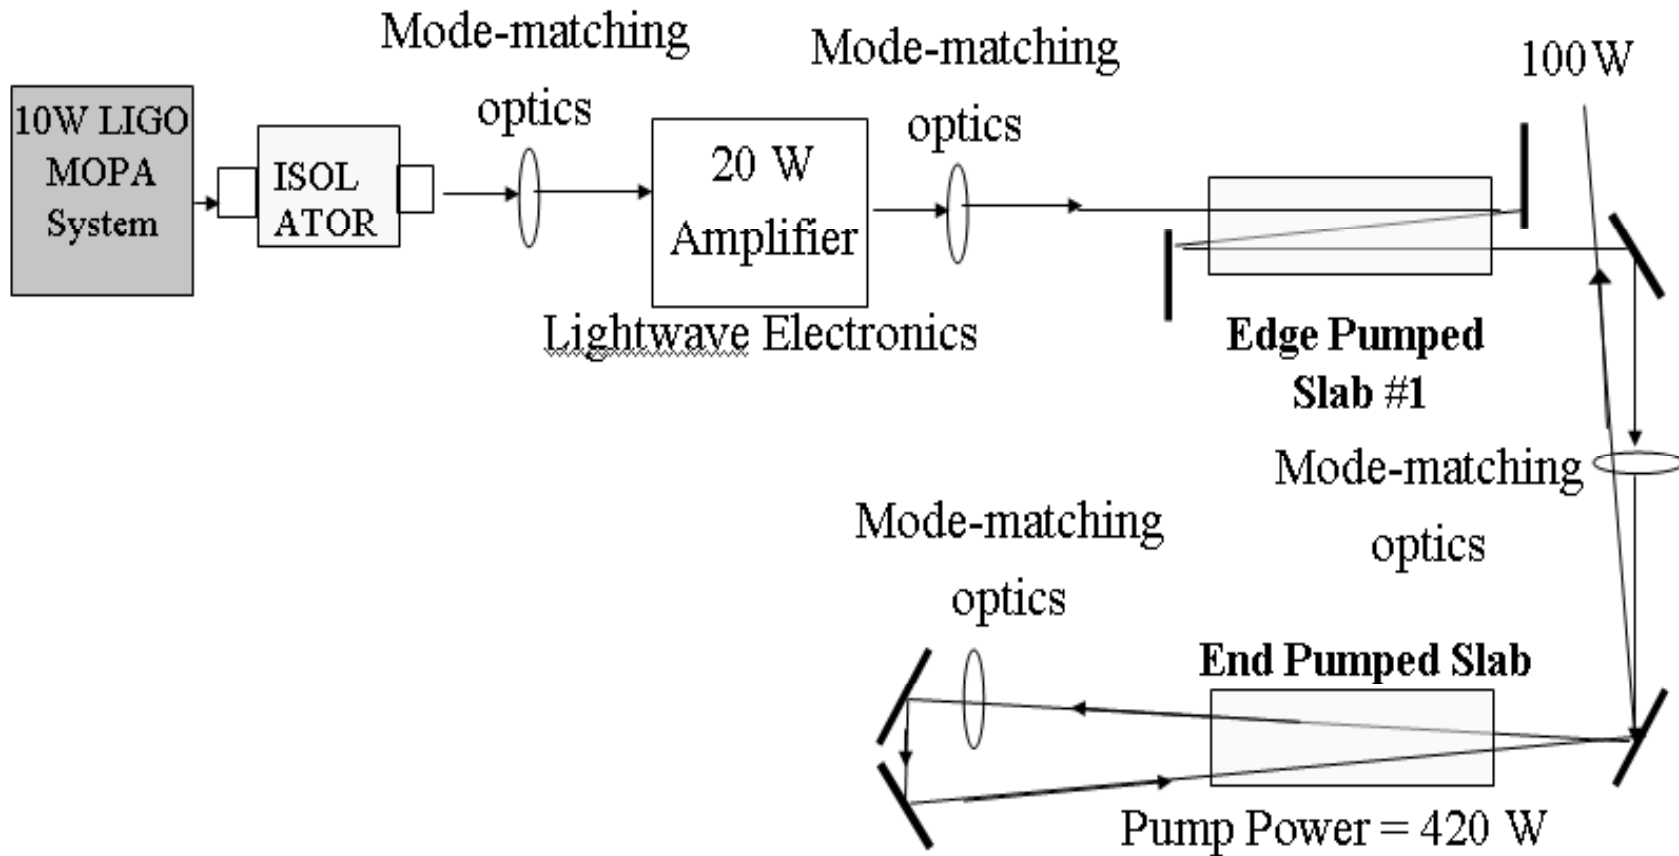 Mode-matching
optics
Mode-matching
optics
100W
10W LIGO
MOPA
System
ISOL
ATOR
20 W
Amplifier
Lightwave Electronics
Edge Pumped
Slab #1
Mode-matching
optics
Mode-matching
optics
End Pumped Slab
Pump Power = 420 W